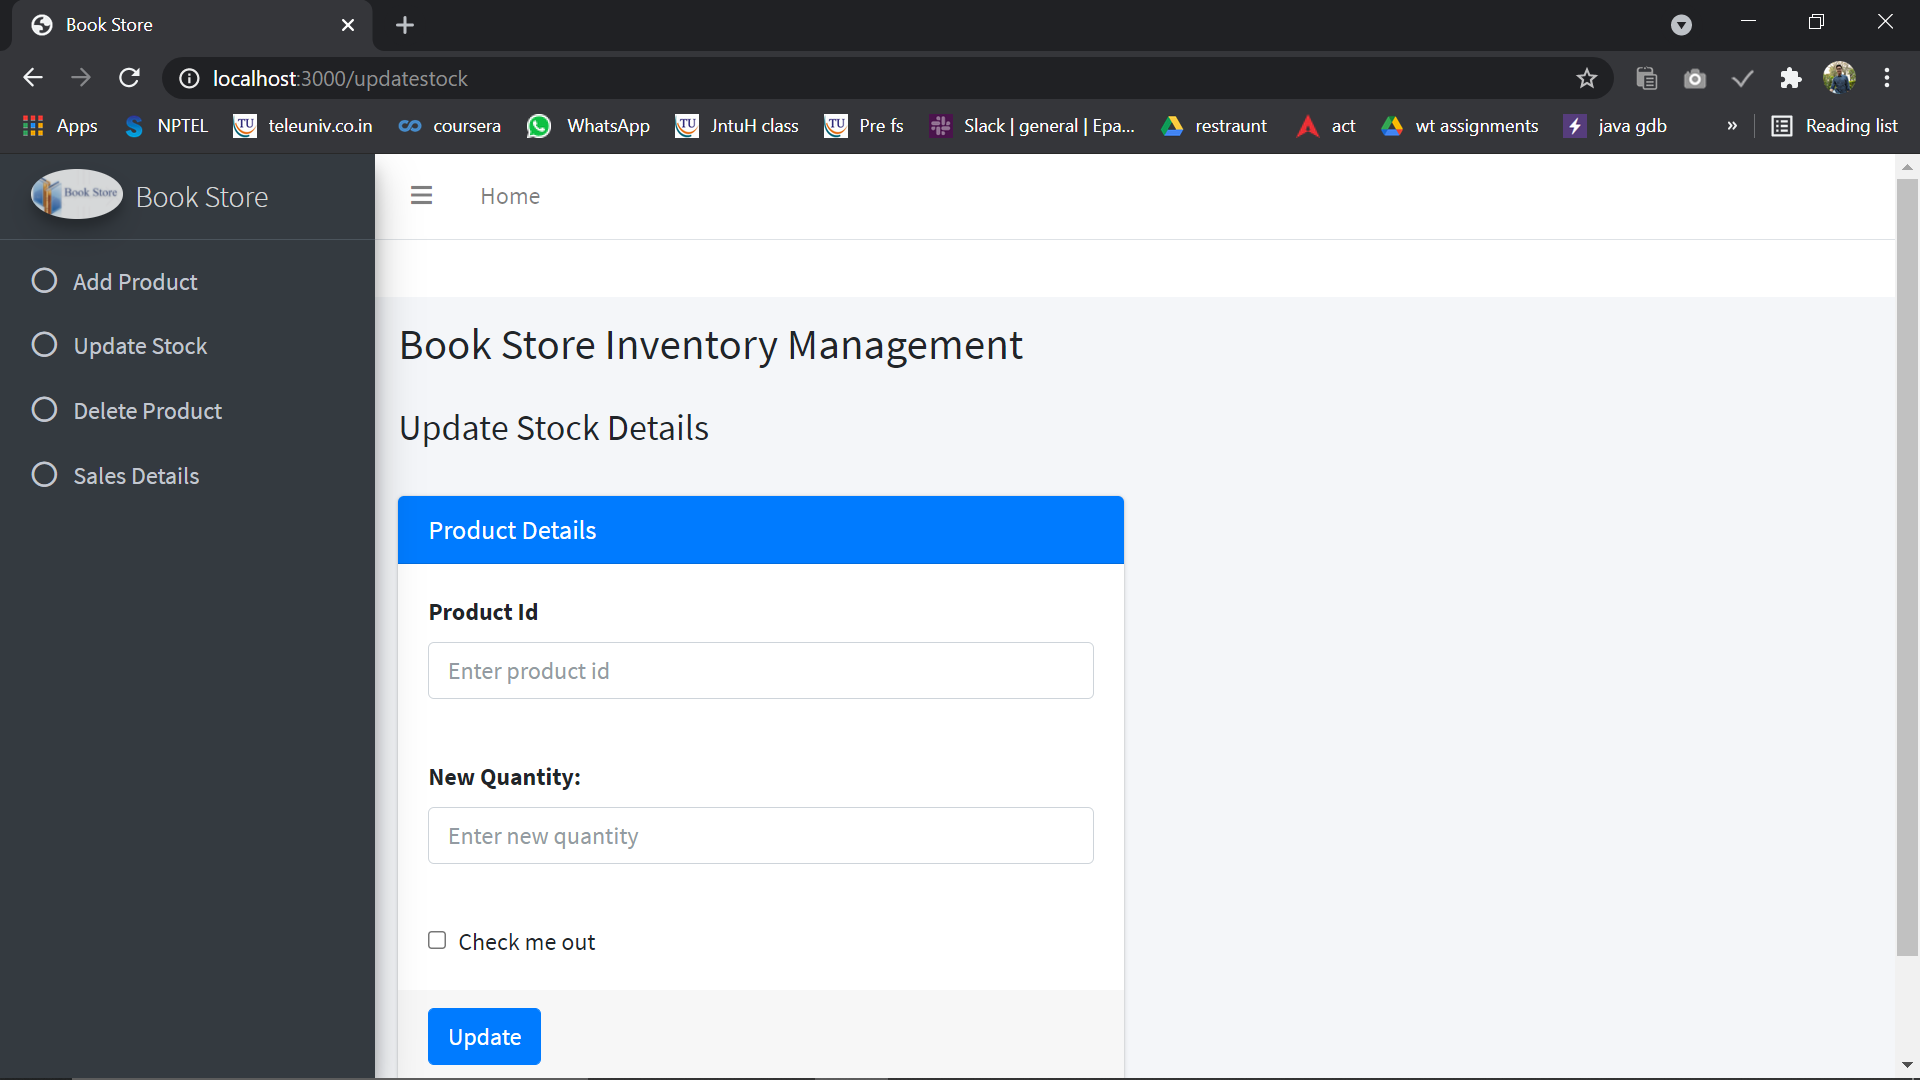 Book Store
localhost:3000/updatestock
Apps NPTEL teleuniv.co.in coursera WhatsApp JntuH class Pre fs Slack | general | Epa... restraunt act wt assignments java gdb » Reading list
Book Store Book Store
Home
Add Product
Update Stock
Delete Product
Sales Details
Book Store Inventory Management
Update Stock Details
Product Details
Product Id
Enter product id
New Quantity:
Enter new quantity
Check me out
Update